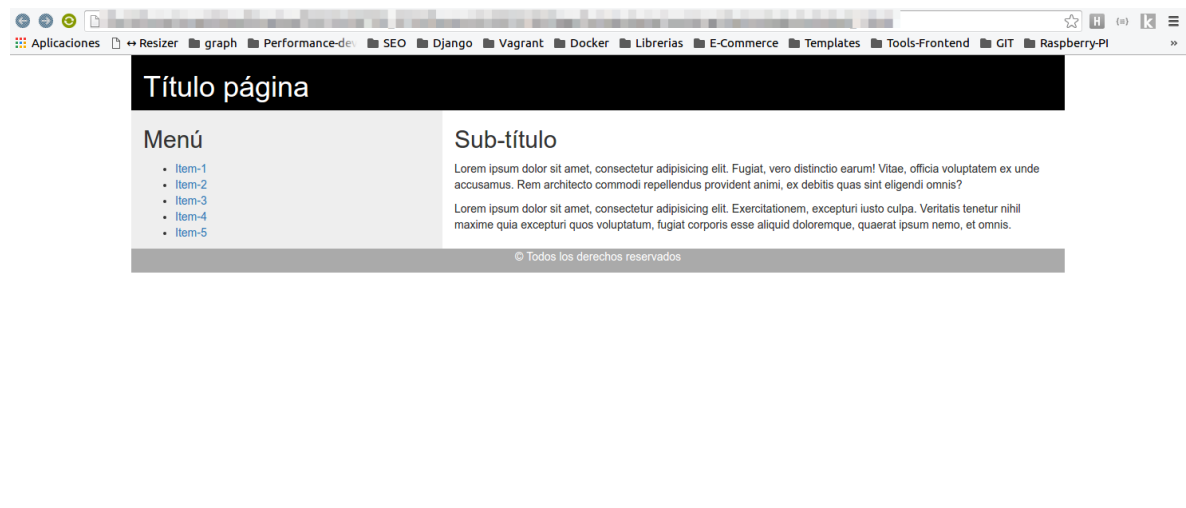 Aplicaciones ↔ Resizer graph Performance-dev SEO Django Vagrant Docker Librerias E-Commerce Templates Tools-Frontend GIT Raspberry-PI »
Título página
Menú
Item-1
Item-2
Item-3
Item-4
Item-5
Sub-título
Lorem ipsum dolor sit amet, consectetur adipisicing elit. Fugiat, vero distinctio earum! Vitae, officia voluptatem ex unde
accusamus. Rem architecto commodi repellendus provident animi, ex debitis quas sint eligendi omnis?
Lorem ipsum dolor sit amet, consectetur adipisicing elit. Exercitationem, excepturi iusto culpa. Veritatis tenetur nihil
maxime quia excepturi quos voluptatum, fugiat corporis esse aliquid doloremque, quaerat ipsum nemo, et omnis.
© Todos los derechos reservados